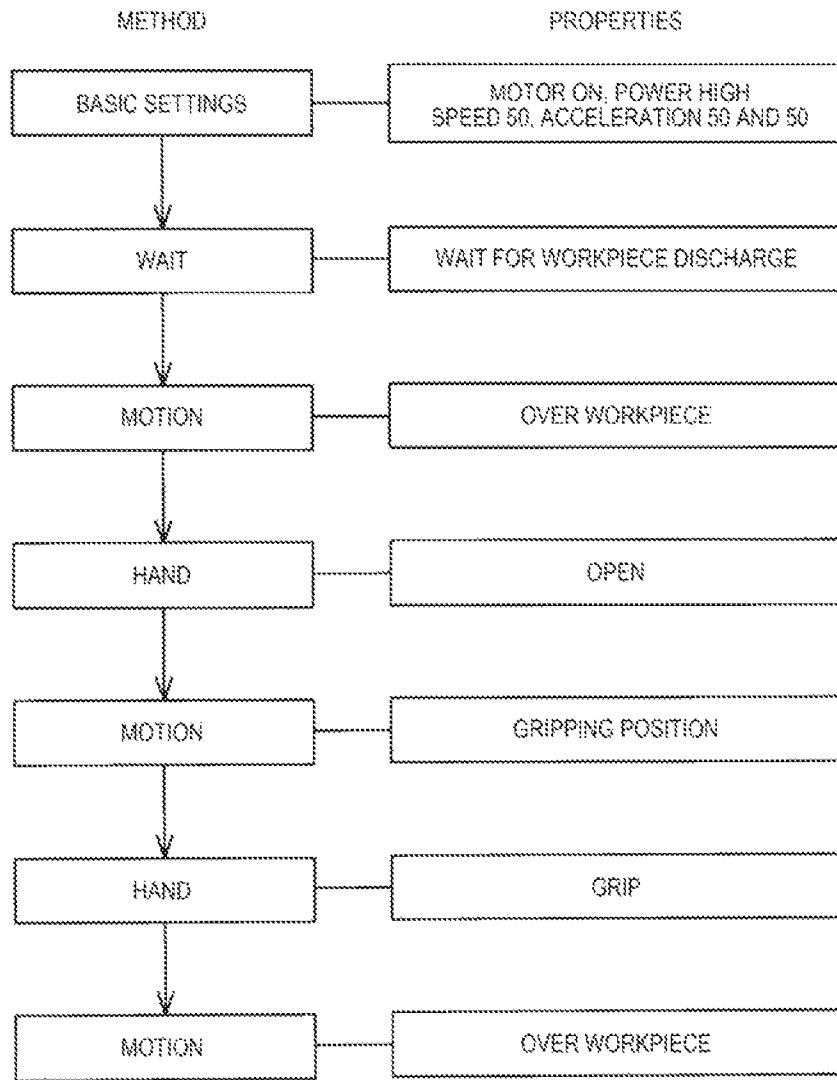 METHOD PROPERTIES
BASIC SETTINGS
MOTOR ON, POWER HIGH
SPEED 50, ACCELERATION 50 AND 50
WAIT
WAIT FOR WORKPIECE DISCHARGE
MOTION
OVER WORKPIECE
HAND
OPEN
MOTION
GRIPPING POSITION
HAND
GRIP
MOTION
OVER WORKPIECE